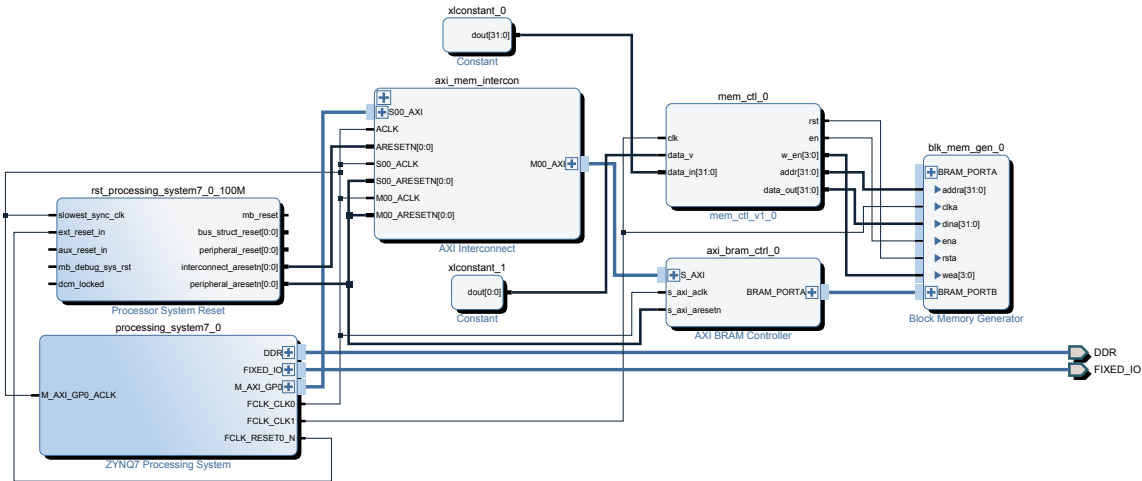 xlconstant_0
dout[31:0]
Constant
axi_mem_intercon
S00_AXI
ACLK
ARESETN[0:0]
S00_ACLK
S00_ARESETN[0:0]
M00_ACLK
M00_ARESETN[0:0]
M00_AXI
AXI Interconnect
mem_ctl_0
clk
data_v
data_in[31:0]
rst
en
w_en[3:0]
addr[31:0]
data_out[31:0]
mem_ctl_v1_0
blk_mem_gen_0
BRAM_PORTA
addra[31:0]
clka
dina[31:0]
ena
rsta
wea[3:0]
BRAM_PORTB
Block Memory Generator
rst_processing_system7_0_100M
slowest_sync_clk
ext_reset_in
aux_reset_in
mb_debug_sys_rst
dcm_locked
mb_reset
bus_struct_reset[0:0]
peripheral_reset[0:0]
interconnect_aresetn[0:0]
peripheral_aresetn[0:0]
Processor System Reset
xlconstant_1
dout[0:0]
Constant
axi_bram_ctrl_0
S_AXI
s_axi_aclk
s_axi_aresetn
BRAM_PORTA
AXI BRAM Controller
processing_system7_0
M_AXI_GP0_ACLK
DDR
FIXED_IO
M_AXI_GP0
FCLK_CLK0
FCLK_CLK1
FCLK_RESET0_N
ZYNQ7 Processing System
DDR
FIXED_IO